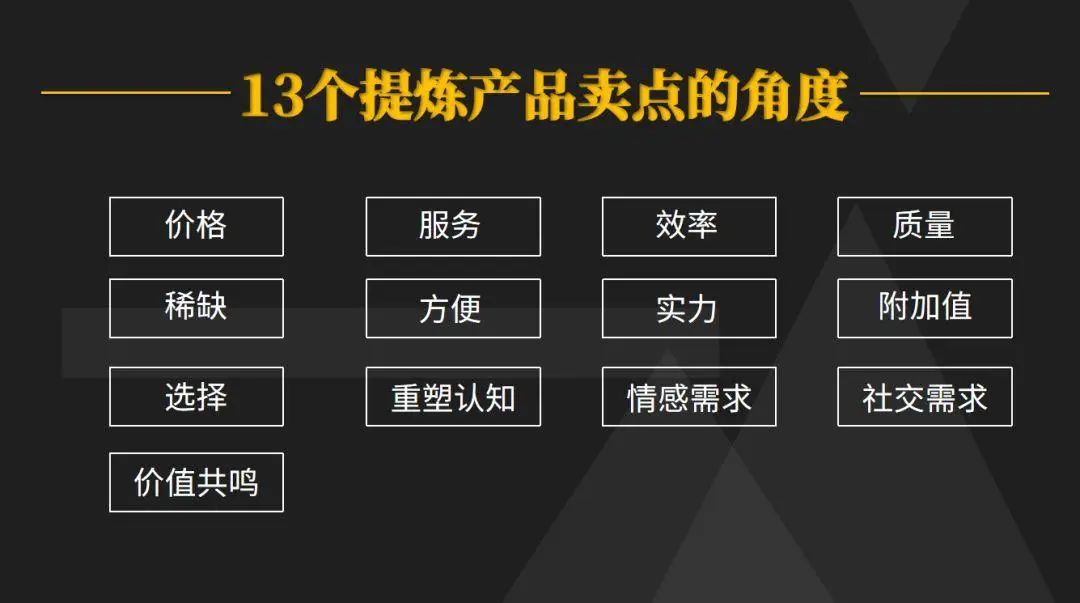 13个提炼产品卖点的角度
价格
服务
效率
质量
稀缺
方便
实力
附加值
选择
重塑认知
情感需求
社交需求
价值共鸣